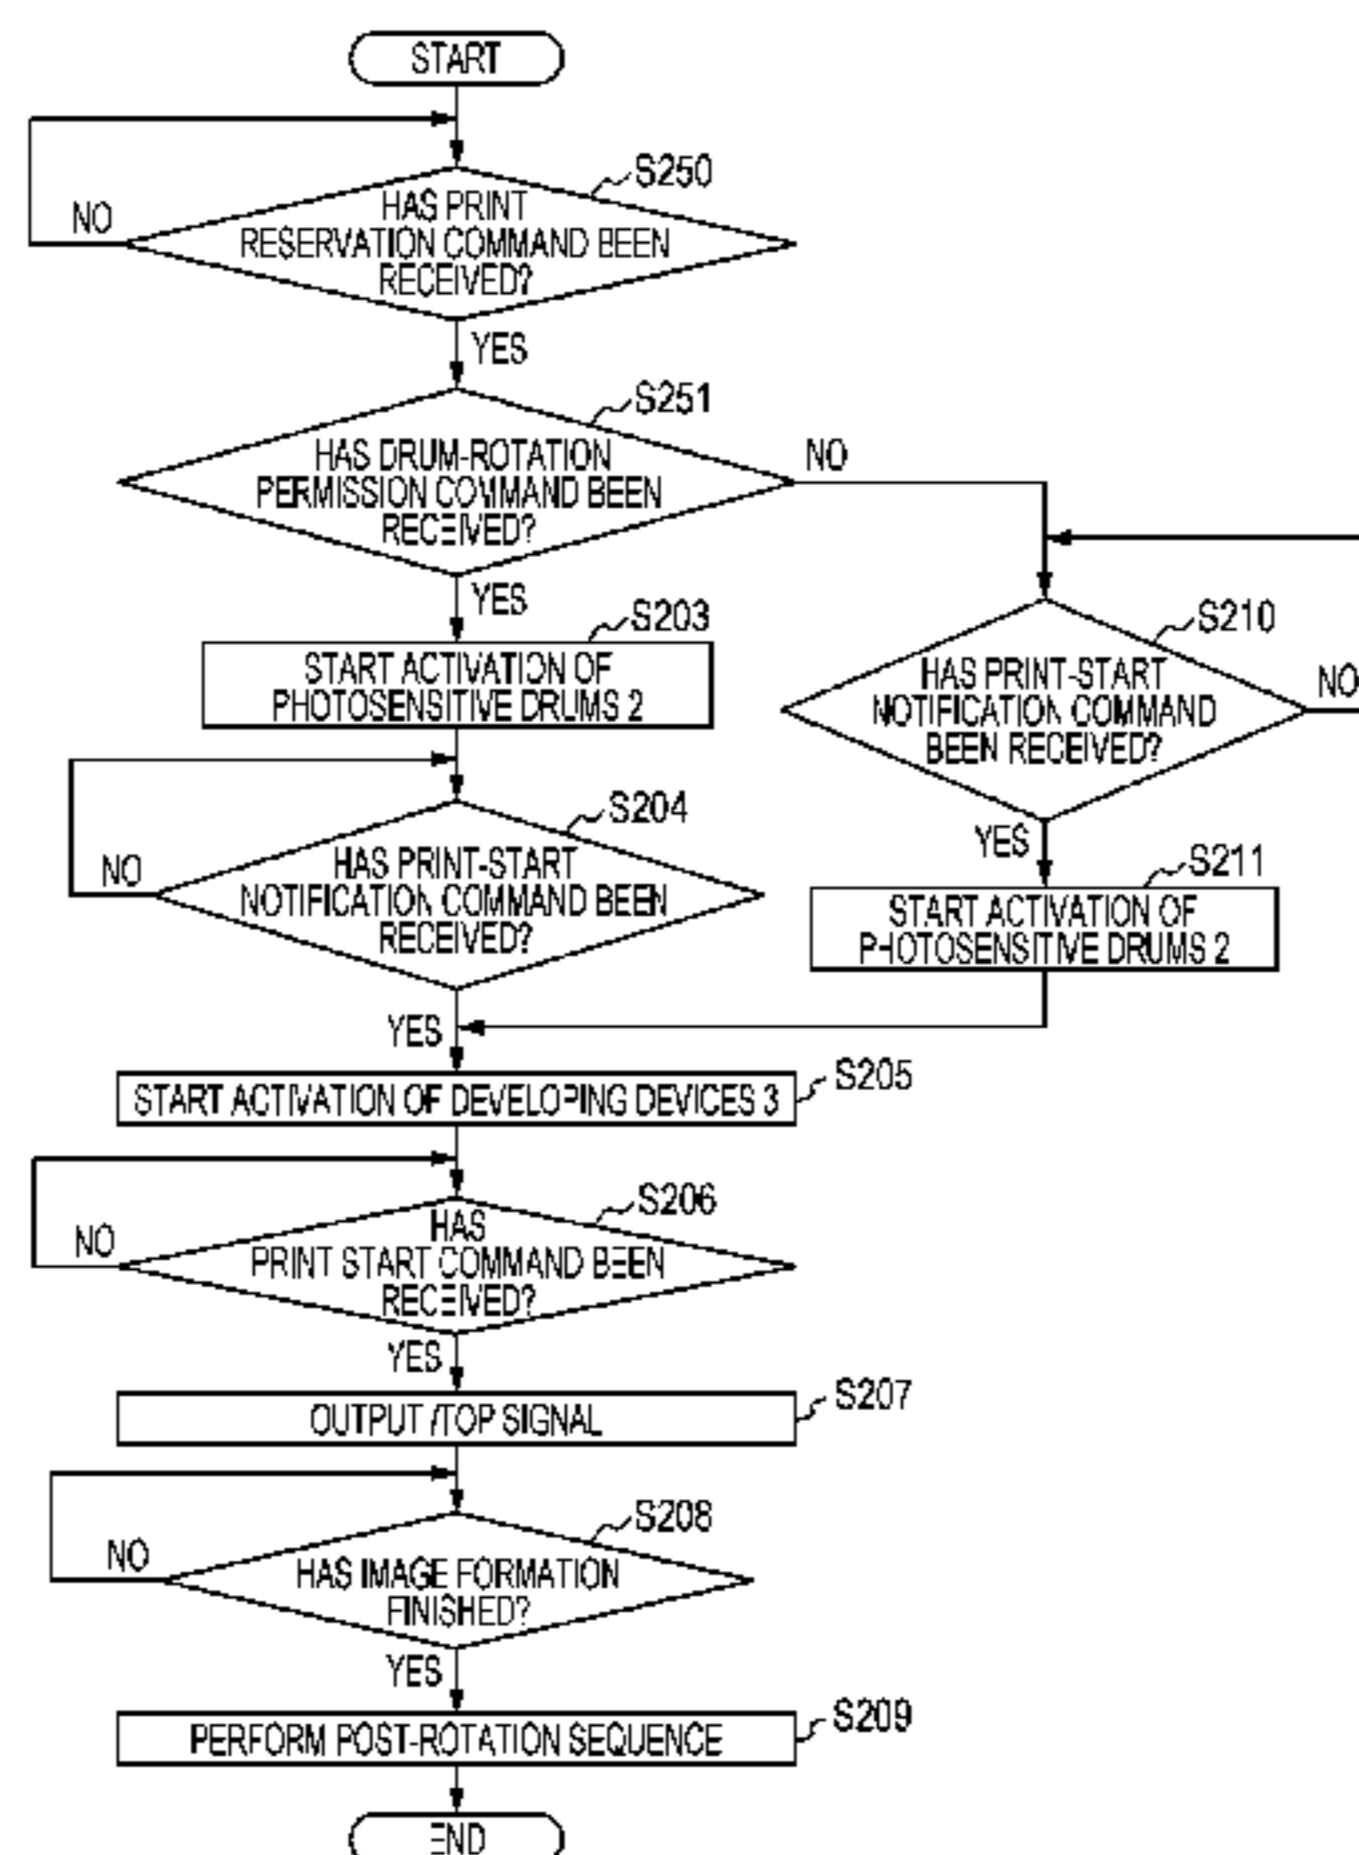 START
S250
HAS PRINT
RESERVATION COMMAND BEEN
RECEIVED?
NO
YES
S251
HAS DRUM-ROTATION
PERMISSION COMMAND BEEN
RECEIVED?
NO
YES
S203
START ACTIVATION OF
PHOTOSENSITIVE DRUMS 2
S210
HAS PRINT-START
NOTIFICATION COMMAND
BEEN RECEIVED?
NO
YES
S204
HAS PRINT-START
NOTIFICATION COMMAND BEEN
RECEIVED?
NO
YES
S211
START ACTIVATION OF
PHOTOSENSITIVE DRUMS 2
S205
START ACTIVATION OF DEVELOPING DEVICES 3
S206
HAS
PRINT START COMMAND BEEN
RECEIVED?
NO
YES
S207
OUTPUT /TOP SIGNAL
S208
HAS IMAGE FORMATION
FINISHED?
NO
YES
S209
PERFORM POST-ROTATION SEQUENCE
END